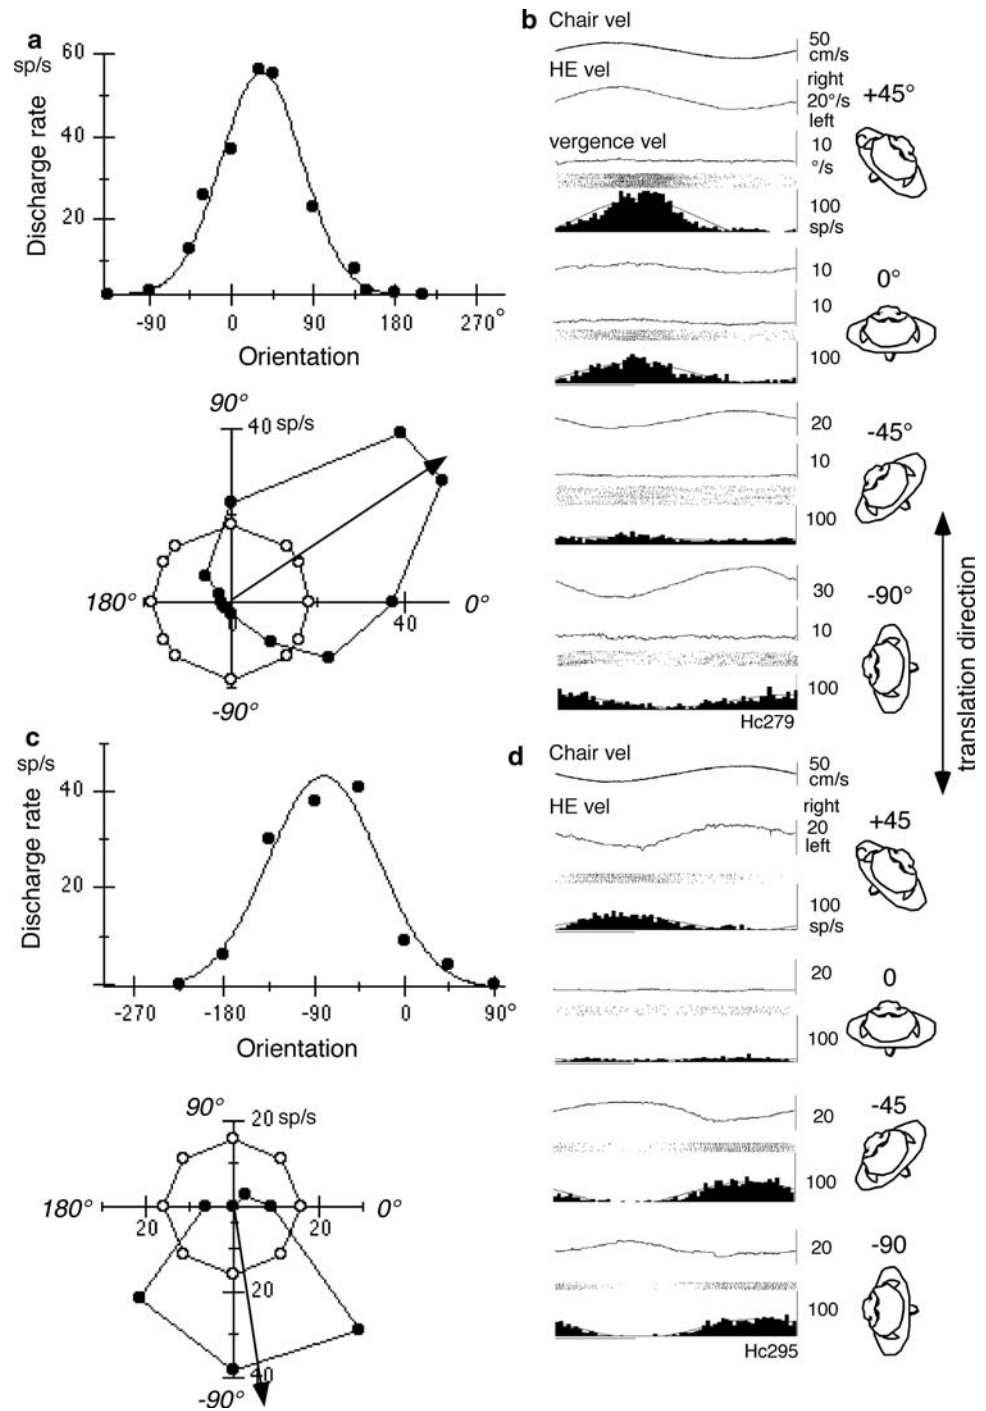 a
60
sp/s
40
20
Discharge rate
-90 0 90 180 270°
Orientation
90°
40 sp/s
180°
0
40
0°
-90°
b Chair vel
50
cm/s
HE vel
right
20°/s
left
+45°
vergence vel
10
°/s
100
sp/s
10
0°
10
100
20
-45°
10
100
30
-90°
10
100
Hc279
translation direction
c
sp/s
40
20
Discharge rate
-270 -180 -90 0 90°
Orientation
90°
20 sp/s
180°
20
20
0°
20
40
-90°
d Chair vel
50
cm/s
HE vel
right
20
left
+45
100
sp/s
20
0
100
20
-45
100
20
-90
100
Hc295